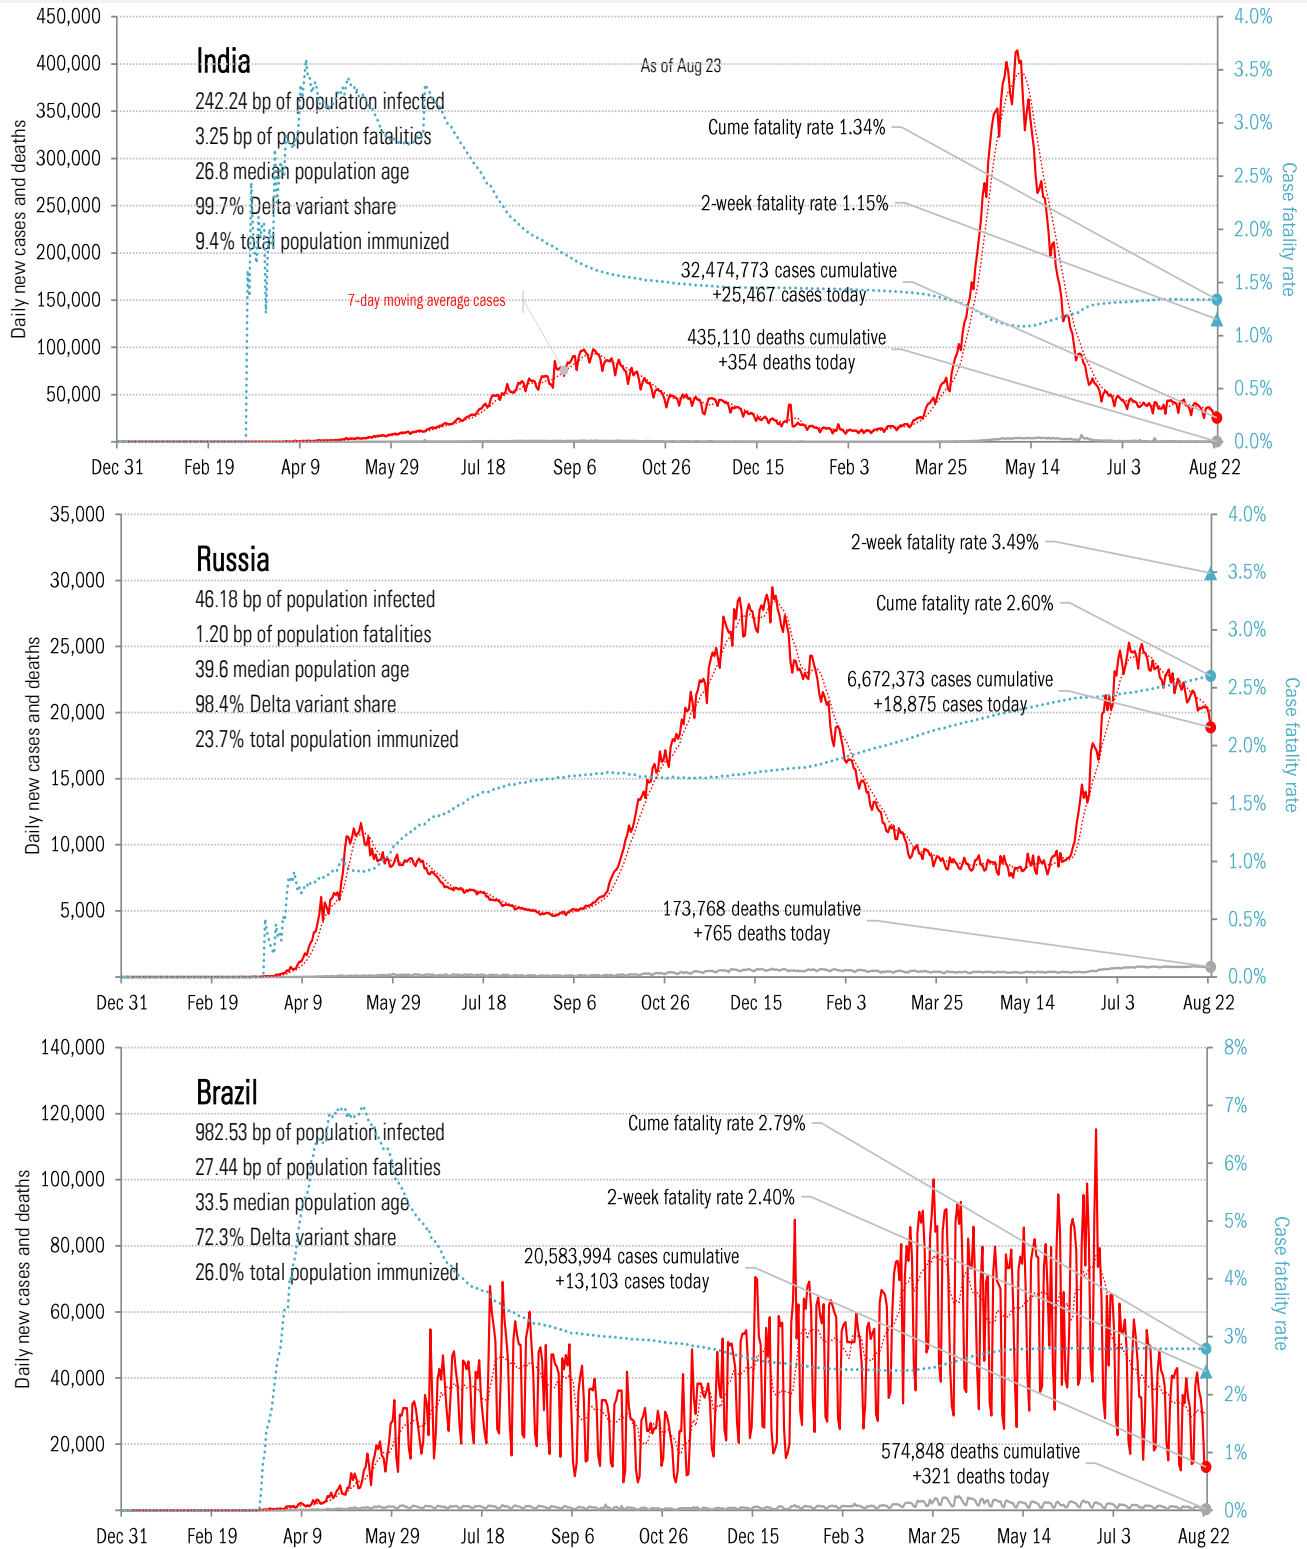 450,000
4.0%
India
As of Aug 23
400,000
3.5%
242.24 bp of population infected
350,000
Cume fatality rate 1.34%
3.0%
3.25 bp of population fatalities
300,000
26.8 median population age
2.5%
99.7% Delta variant share
2-week fatality rate 1.15%
250,000
9.4% total population immunized
2.0%
200,000
32,474,773 cases cumulative
+25,467 cases today
1.5%
7-day moving average cases
150,000
435,110 deaths cumulative
+354 deaths today
1.0%
100,000
50,000
0.5%
0.0%
Daily new cases and deaths
Case fatality rate
Dec 31 Feb 19 Apr 9 May 29 Jul 18 Sep 6 Oct 26 Dec 15 Feb 3 Mar 25 May 14 Jul 3 Aug 22
35,000
4.0%
Russia
2-week fatality rate 3.49%
30,000
3.5%
46.18 bp of population infected
Cume fatality rate 2.60%
1.20 bp of population fatalities
3.0%
25,000
39.6 median population age
6,672,373 cases cumulative
+18,875 cases today
2.5%
98.4% Delta variant share
20,000
23.7% total population immunized
2.0%
15,000
1.5%
10,000
1.0%
173,768 deaths cumulative
+765 deaths today
5,000
0.5%
0.0%
Daily new cases and deaths
Case fatality rate
Dec 31 Feb 19 Apr 9 May 29 Jul 18 Sep 6 Oct 26 Dec 15 Feb 3 Mar 25 May 14 Jul 3 Aug 22
140,000
8%
Brazil
120,000
7%
982.53 bp of population infected
Cume fatality rate 2.79%
27.44 bp of population fatalities
6%
100,000
33.5 median population age
2-week fatality rate 2.40%
72.3% Delta variant share
5%
80,000
26.0% total population immunized
20,583,994 cases cumulative
+13,103 cases today
4%
60,000
3%
40,000
2%
20,000
574,848 deaths cumulative
+321 deaths today
1%
0%
Daily new cases and deaths
Case fatality rate
Dec 31 Feb 19 Apr 9 May 29 Jul 18 Sep 6 Oct 26 Dec 15 Feb 3 Mar 25 May 14 Jul 3 Aug 22